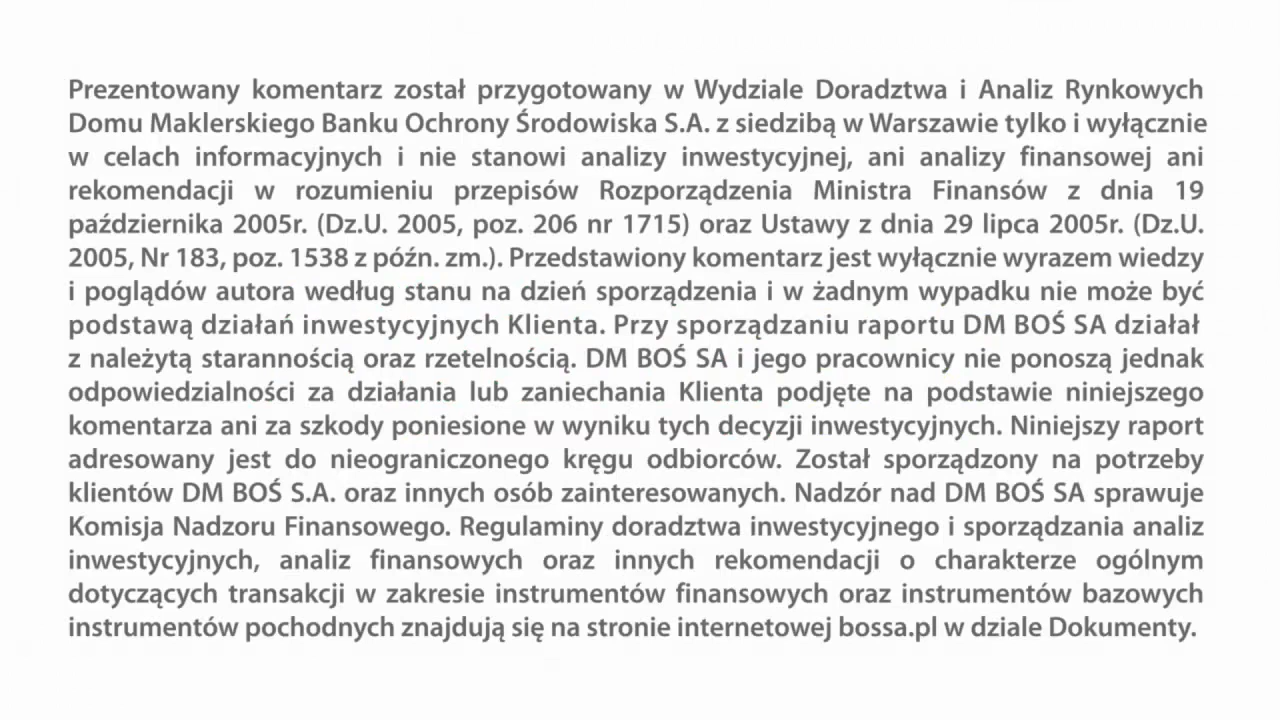 Prezentowany komentarz został przygotowany w Wydziale Doradztwa i Analiz Rynkowych
Domu Maklerskiego Banku Ochrony Środowiska S.A. z siedzibą w Warszawie tylko i wyłącznie
w celach informacyjnych i nie stanowi analizy inwestycyjnej, ani analizy finansowej ani
rekomendacji w rozumieniu przepisów Rozporządzenia Ministra Finansów z dnia 19
października 2005r. (Dz.U. 2005, poz. 206 nr 1715) oraz Ustawy z dnia 29 lipca 2005r. (Dz.U.
2005, Nr 183, poz. 1538 z późn. zm.). Przedstawiony komentarz jest wyłącznie wyrazem wiedzy
i poglądów autora według stanu na dzień sporządzenia i w żadnym wypadku nie może być
podstawą działań inwestycyjnych Klienta. Przy sporządzaniu raportu DM BOŚ SA działał
z należytą starannością oraz rzetelnością. DM BOŚ SA i jego pracownicy nie ponoszą jednak
odpowiedzialności za działania lub zaniechania Klienta podjęte na podstawie niniejszego
komentarza ani za szkody poniesione w wyniku tych decyzji inwestycyjnych. Niniejszy raport
adresowany jest do nieograniczonego kręgu odbiorców. Został sporządzony na potrzeby
klientów DM BOŚ S.A. oraz innych osób zainteresowanych. Nadzór nad DM BOŚ SA sprawuje
Komisja Nadzoru Finansowego. Regulaminy doradztwa inwestycyjnego i sporządzania analiz
inwestycyjnych, analiz finansowych oraz innych rekomendacji o charakterze ogólnym
dotyczących transakcji w zakresie instrumentów finansowych oraz instrumentów bazowych
instrumentów pochodnych znajdują się na stronie internetowej bossa.pl w dziale Dokumenty.